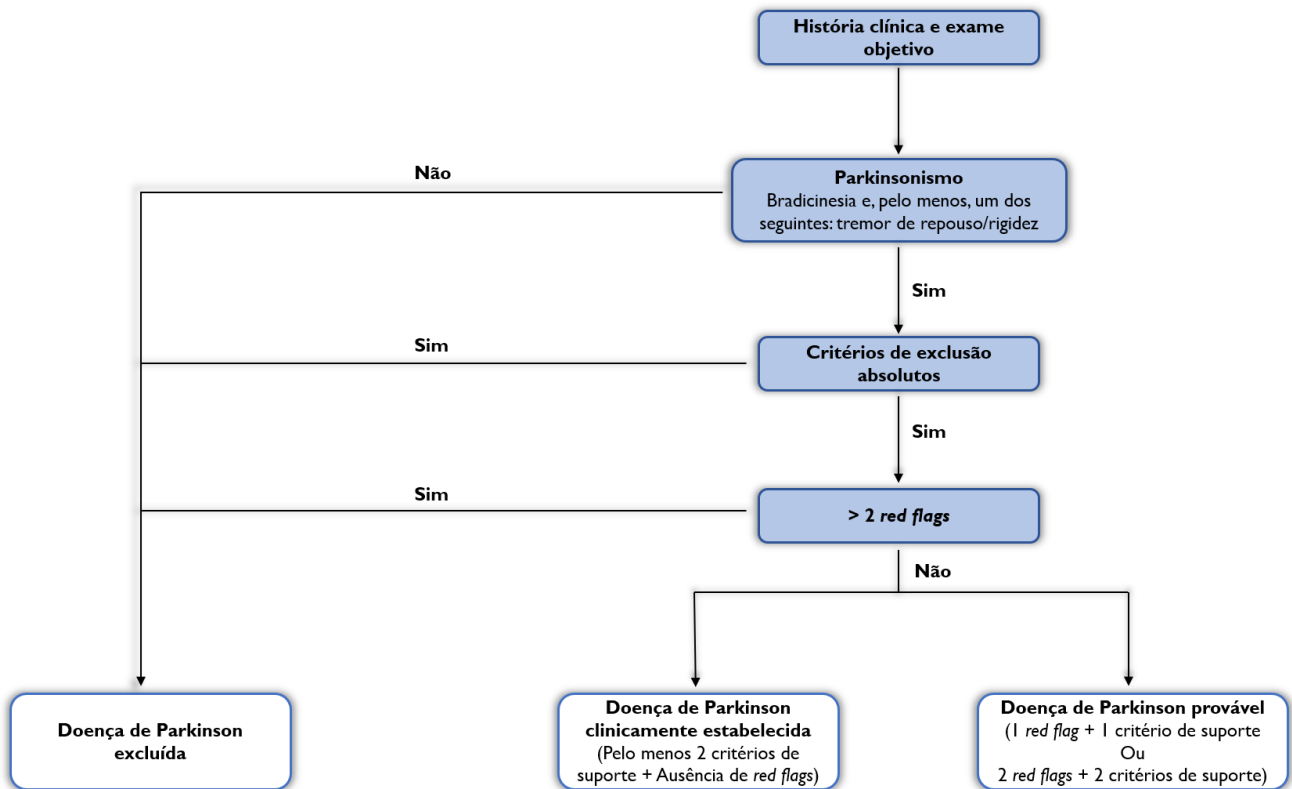 História clínica e exame
objetivo
Não
Parkinsonismo
Bradicinesia e, pelo menos, um dos
seguintes: tremor de repouso/rigidez
Sim
Sim
Critérios de exclusão
absolutos
Sim
Sim
> 2 red flags
Não
Doença de Parkinson
excluída
Doença de Parkinson
clinicamente estabelecida
(Pelo menos 2 critérios de
suporte + Ausência de red flags)
Doença de Parkinson provável
(1 red flag + 1 critério de suporte
Ou
2 red flags + 2 critérios de suporte)